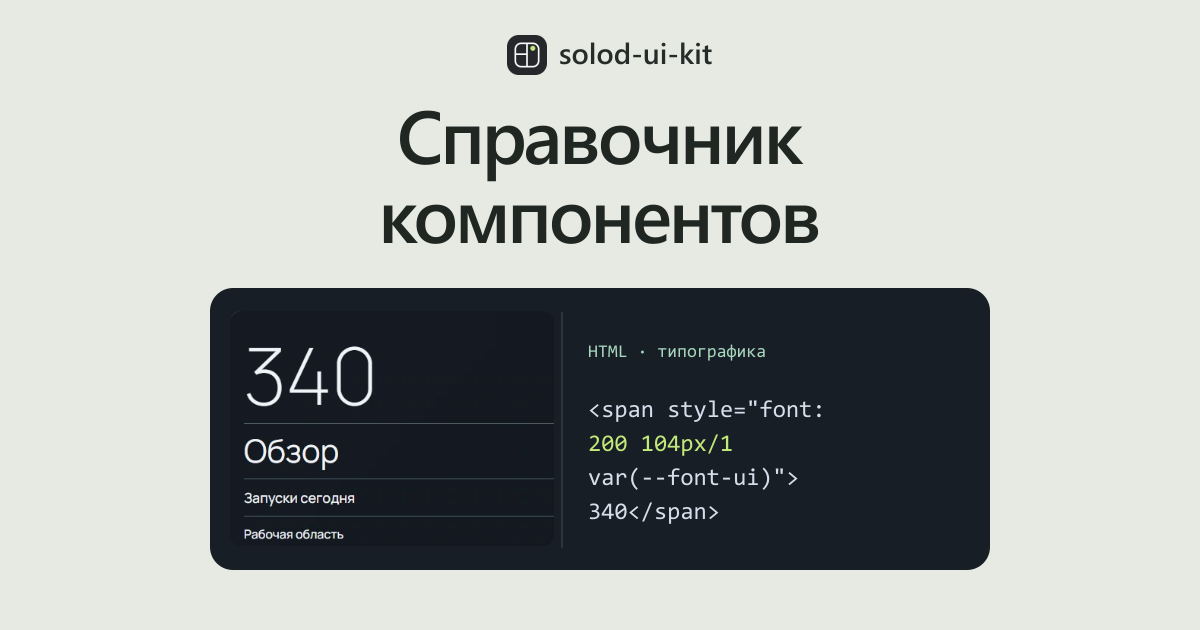 solod-ui-kit
Справочник
компонентов
340
Обзор
Запуски сегодня
Рабочая область
HTML · типографика
<span style="font:
200 104px/1
var(--font-ui)">
340</span>